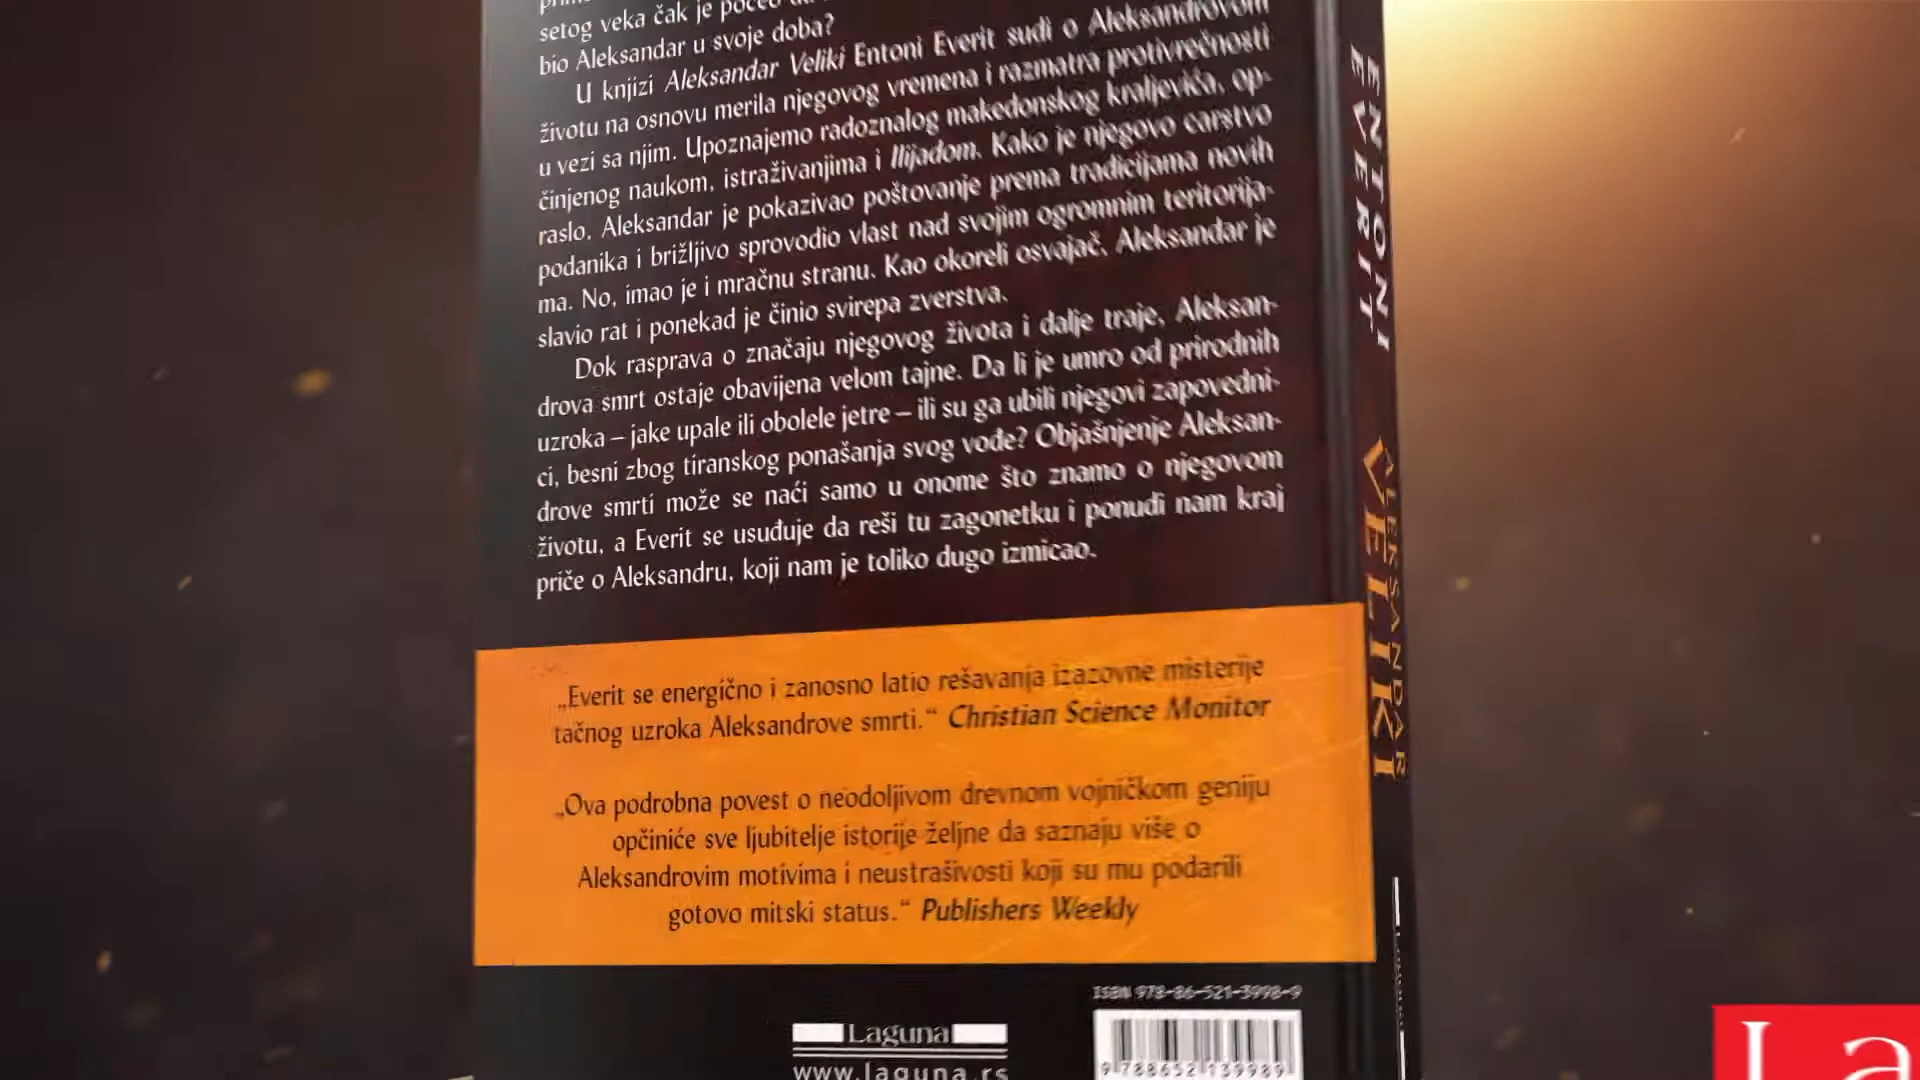 setog veka čak je počeo da
bio Aleksandar u svoje doba?
U knjizi Aleksandar Veliki Entoni Everit sudi o Aleksandrovom
životu na osnovu merila njegovog vremena i razmatra protivrečnosti
u vezi sa njim. Upoznajemo radoznalog makedonskog kraljevića, op-
činjenog naukom, istraživanjima i Ilijadom. Kako je njegovo carstvo
raslo, Aleksandar je pokazivao poštovanje prema tradicijama novih
podanika i brižljivo sprovodio vlast nad svojim ogromnim teritorija-
ma. No, imao je i mračnu stranu. Kao okoreli osvajač, Aleksandar je
slavio rat i ponekad je činio svirepa zverstva.
Dok rasprava o značaju njegovog života i dalje traje, Aleksan-
drova smrt ostaje obavijena velom tajne. Da li je umro od prirodnih
uzroka – jake upale ili obolele jetre – ili su ga ubili njegovi zapovedni-
ci, besni zbog tiranskog ponašanja svog vođe? Objašnjenje Aleksan-
drove smrti može se naći samo u onome što znamo o njegovom
životu, a Everit se usuđuje da reši tu zagonetku i ponudi nam kraj
priče o Aleksandru, koji nam je toliko dugo izmicao.
„Everit se energično i zanosno latio rešavanja izazovne misterije
tačnog uzroka Aleksandrove smrti.“ Christian Science Monitor
„Ova podrobna povest o neodoljivom drevnom vojničkom geniju
opčiniće sve ljubitelje istorije željne da saznaju više o
Aleksandrovim motivima i neustrašivosti koji su mu podarili
gotovo mitski status.“ Publishers Weekly
ISBN 978-86-521-3998-9
9 788652 139989
Laguna
www.laguna.rs
ENTONI
EVERIT
ALEKSANDAR
VELIKI
La